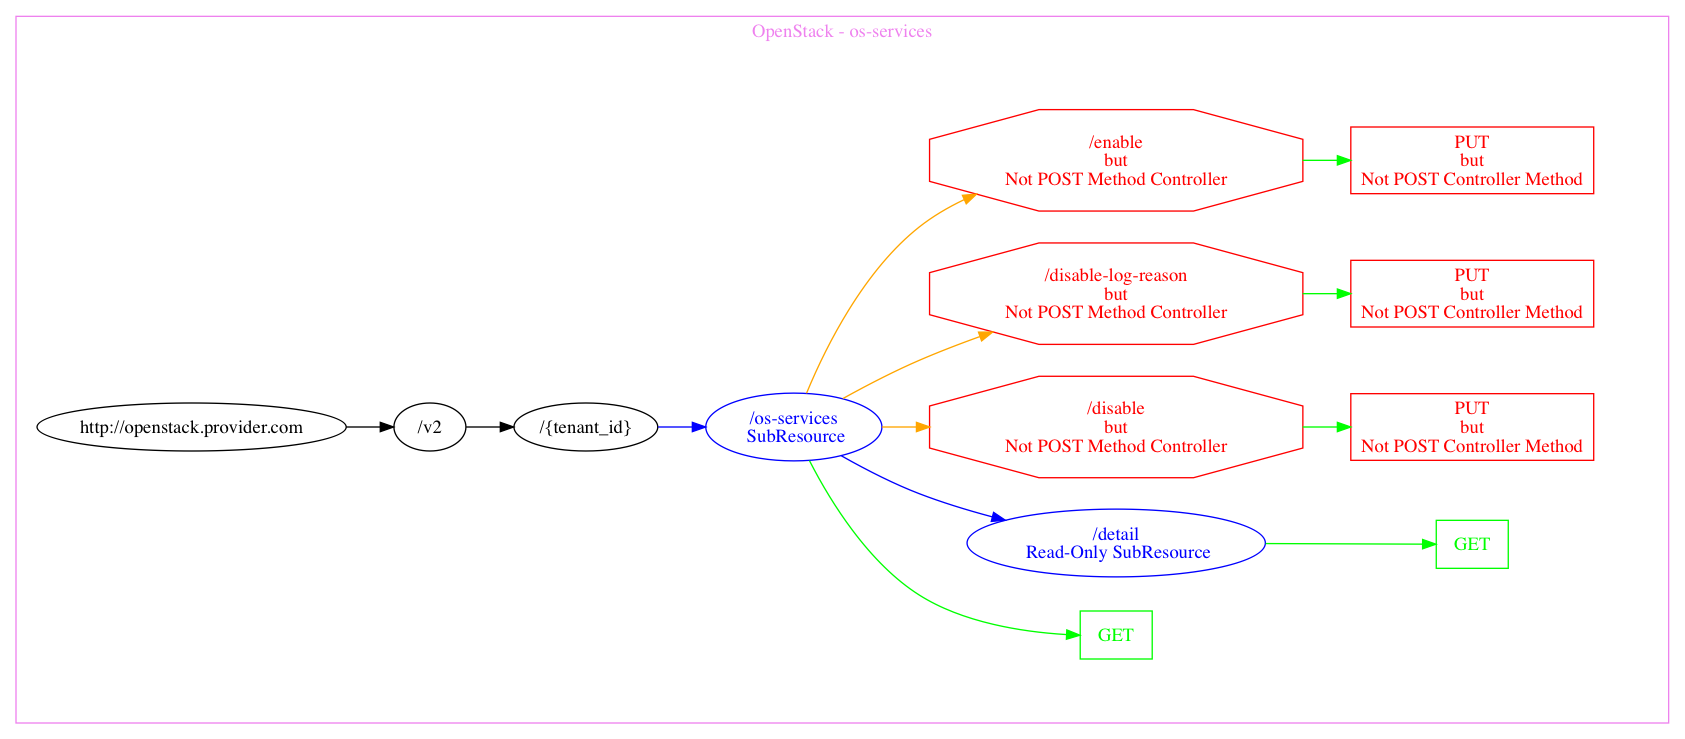 OpenStack - os-services
/enable
but
Not POST Method Controller
PUT
but
Not POST Controller Method
/disable-log-reason
but
Not POST Method Controller
PUT
but
Not POST Controller Method
http://openstack.provider.com
/v2
/{tenant_id}
/os-services
SubResource
/disable
but
Not POST Method Controller
PUT
but
Not POST Controller Method
/detail
Read-Only SubResource
GET
GET